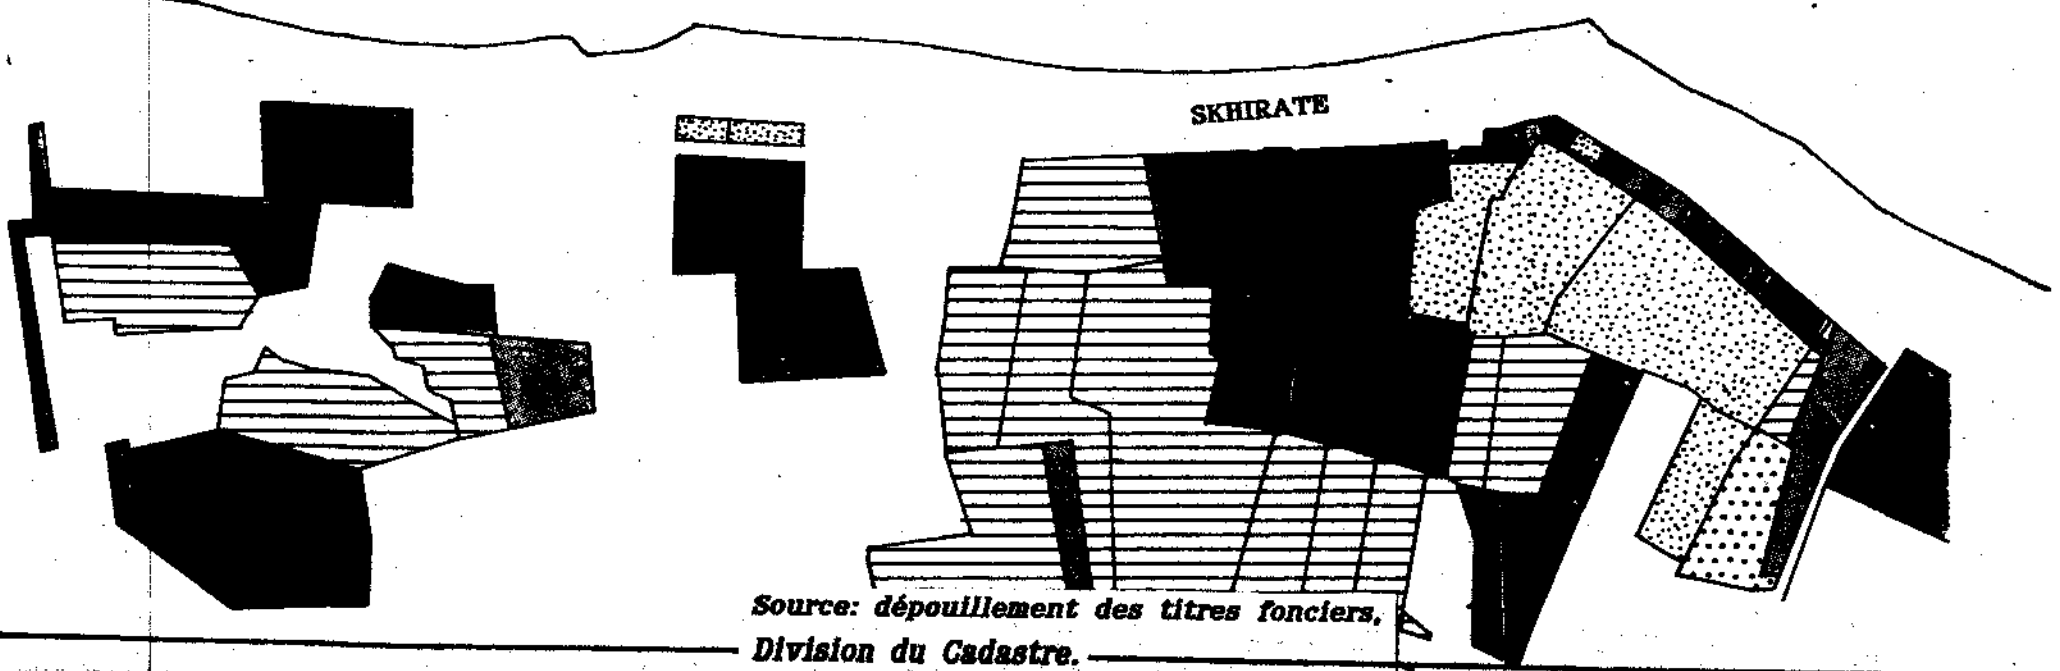 SKHIRATE
Source: dépouillement des titres fonciers,
Division du Cadastre.